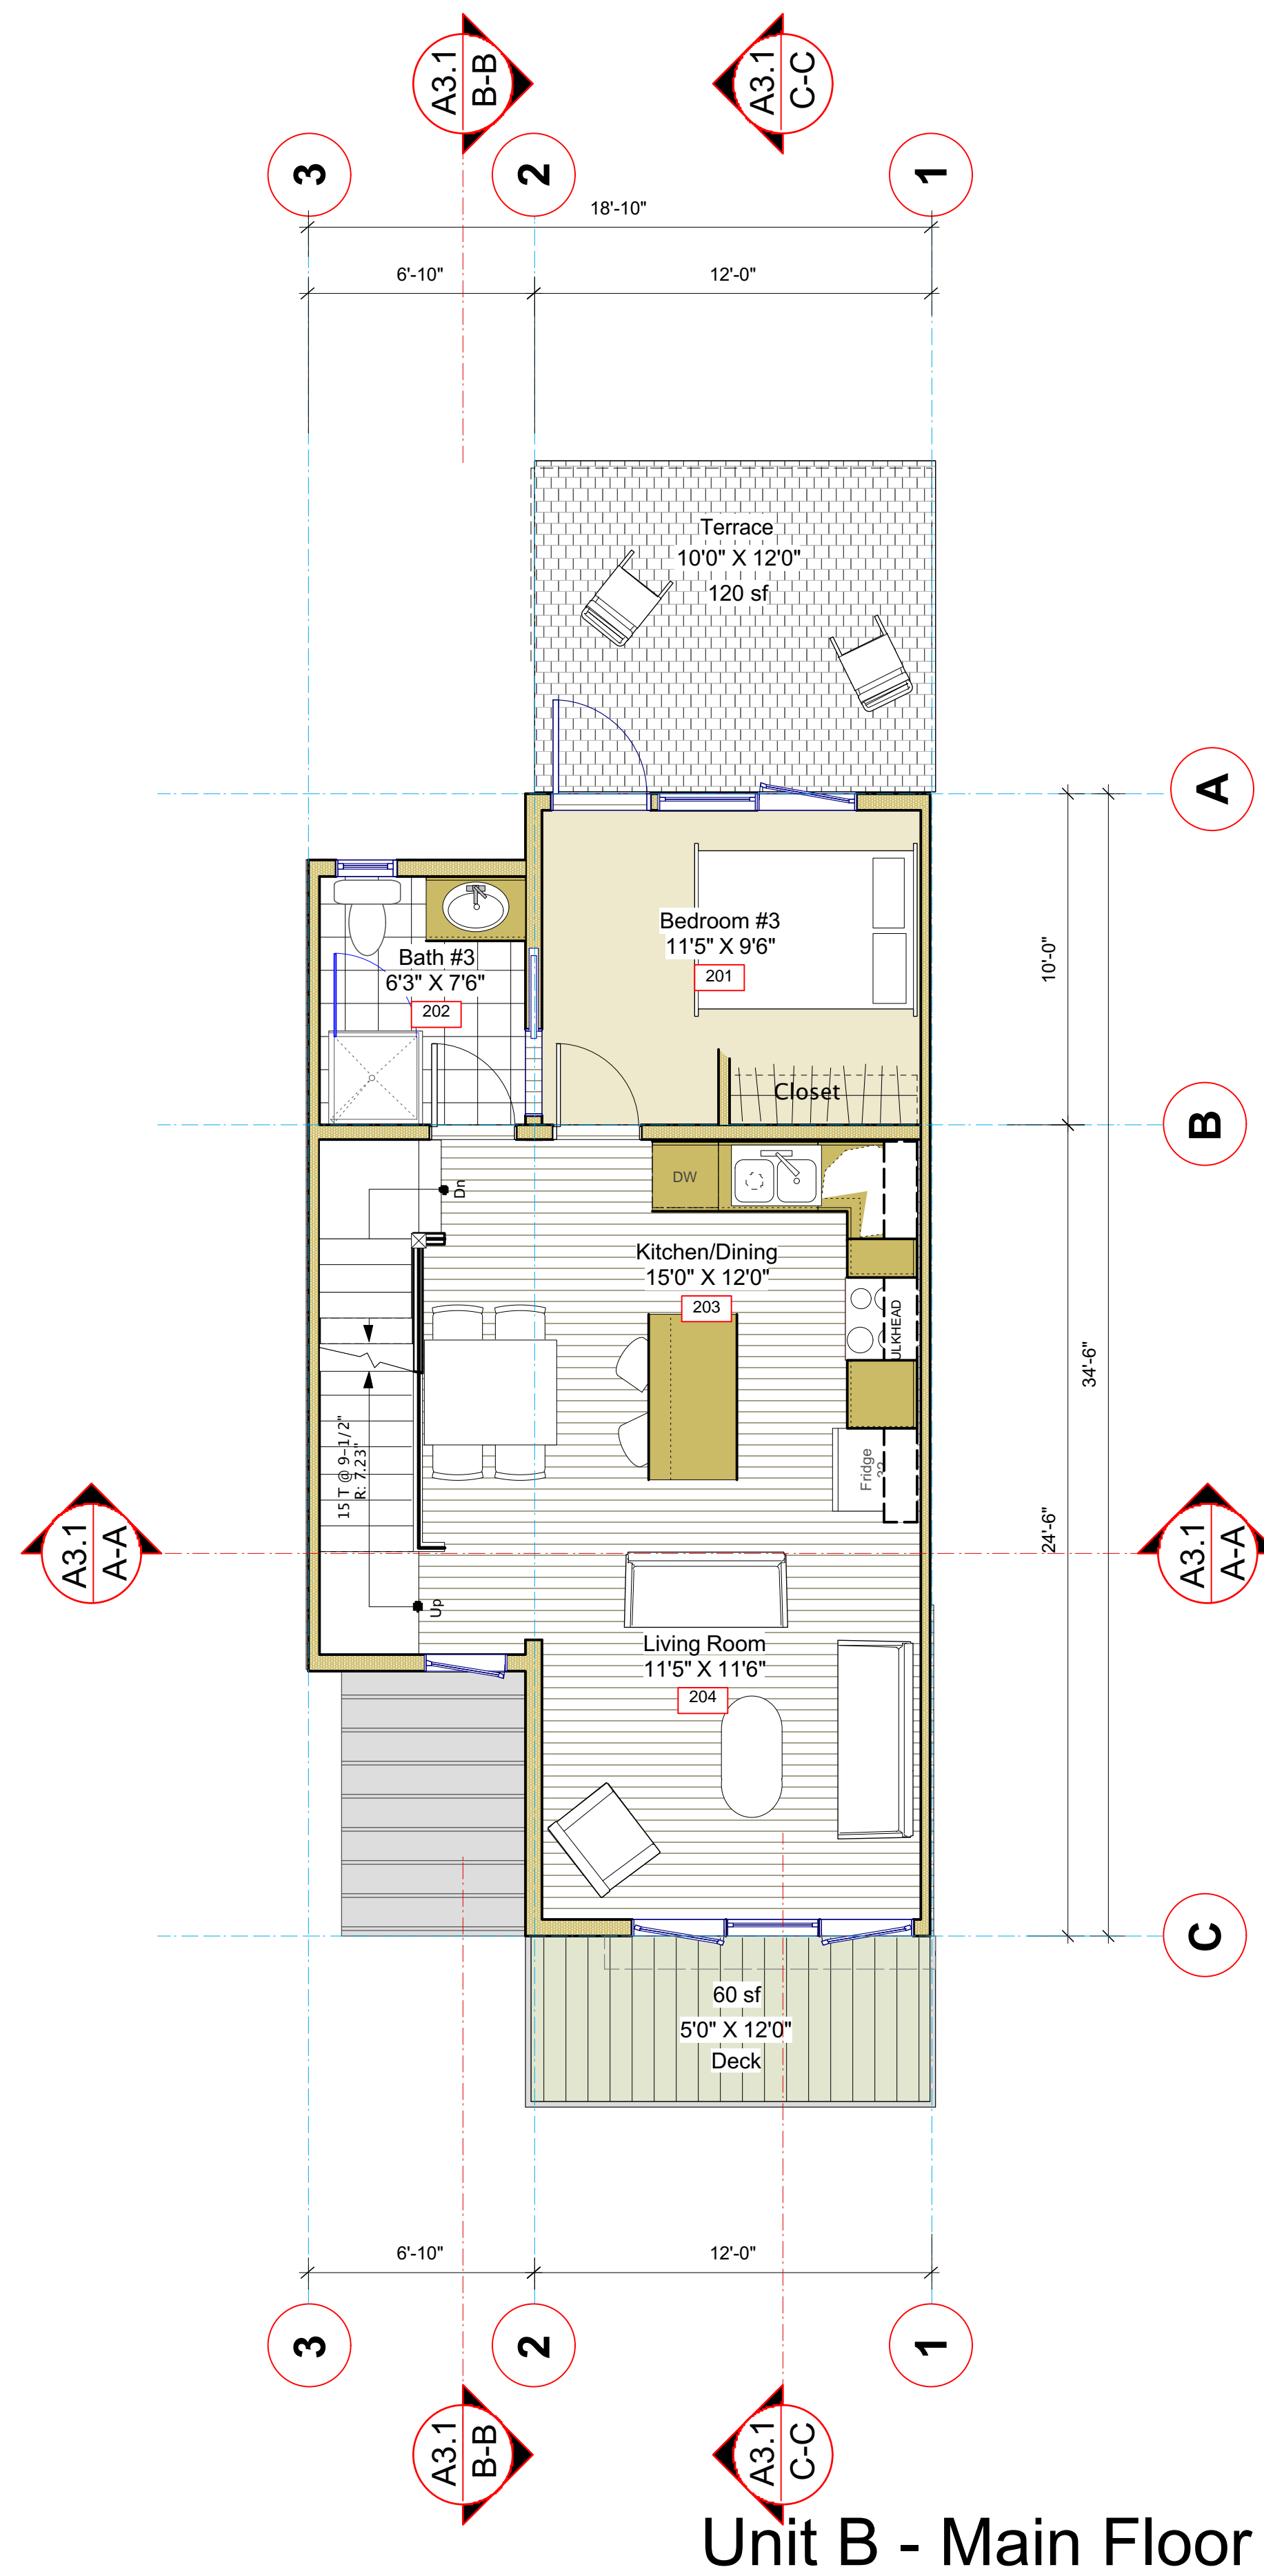 A3.1
B-B
A3.1
C-C
3
2
1
18'-10"
6'-10"
12'-0"
Terrace
10'0" X 12'0"
120 sf
A
Bedroom #3
11'5" X 9'6"
201
Bath #3
6'3" X 7'6"
202
10'-0"
Closet
B
Dn
DW
Kitchen/Dining
15'0" X 12'0"
203
ULKHEAD
34'-6"
15 T @ 9-1/2"
R: 7.23"
Fridge
24'-6"
A3.1
A-A
A3.1
A-A
Up
Living Room
11'5" X 11'6"
204
C
60 sf
5'0" X 12'0"
Deck
6'-10"
12'-0"
3
2
1
A3.1
B-B
A3.1
C-C
Unit B - Main Floor